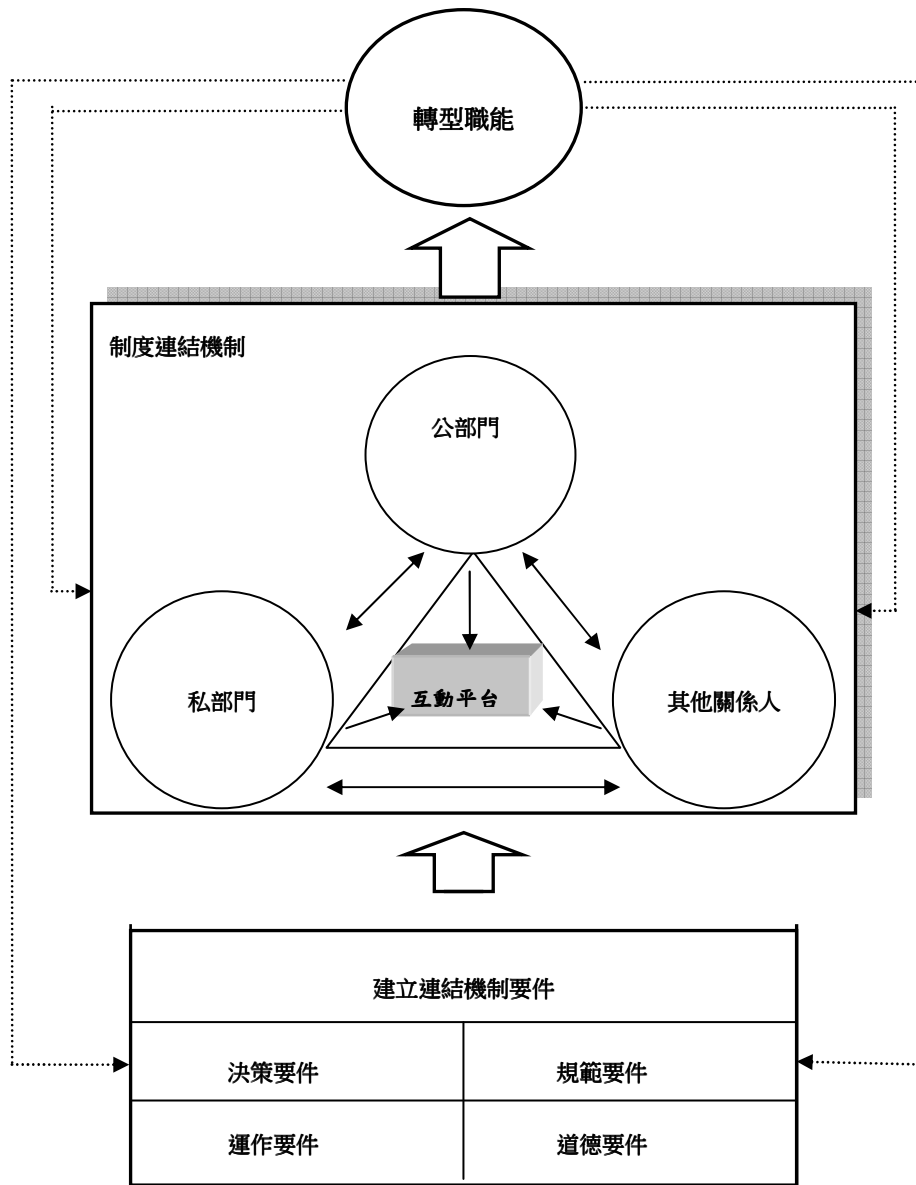 轉型職能
制度連結機制
公部門
私部門
互動平台
其他關係人
建立連結機制要件
決策要件
規範要件
運作要件
道德要件